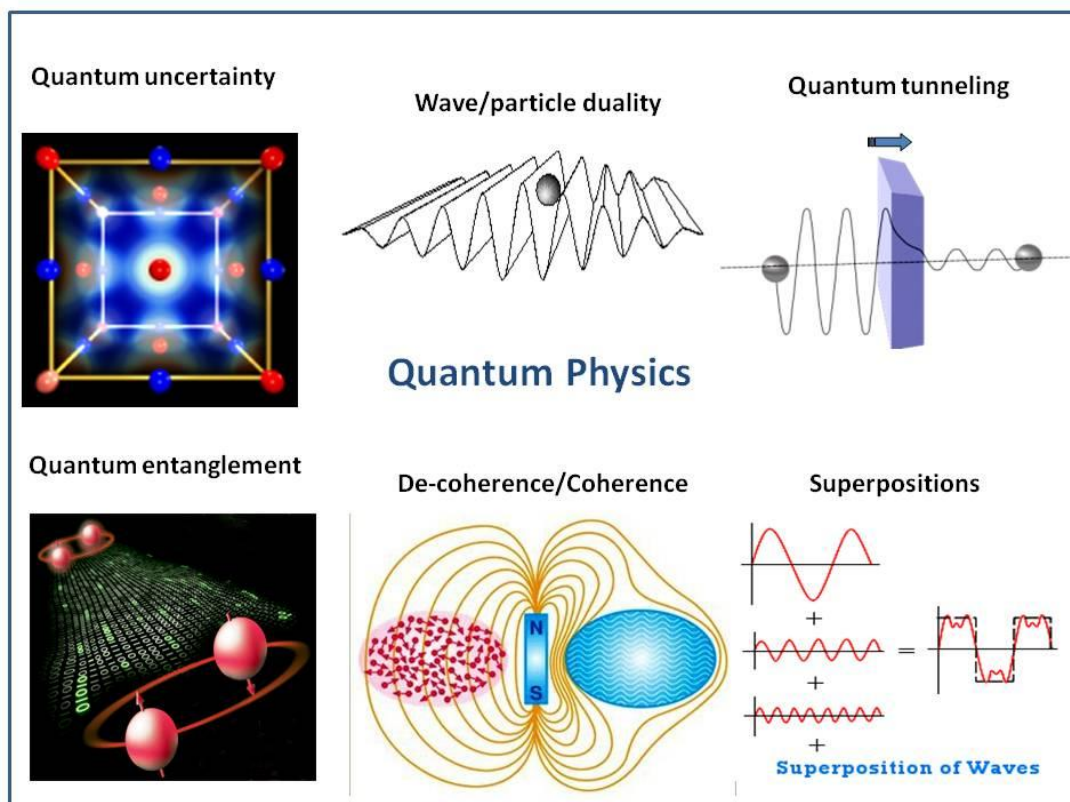 Quantum uncertainty
Wave/particle duality
Quantum tunneling
Quantum Physics
Quantum entanglement
De-coherence/Coherence
Superpositions
N
S
+
+
+
=
Superposition of Waves